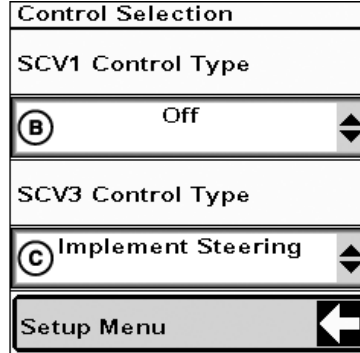 Control Selection
SCV1 Control Type
B Off
SCV3 Control Type
C Implement Steering
Setup Menu